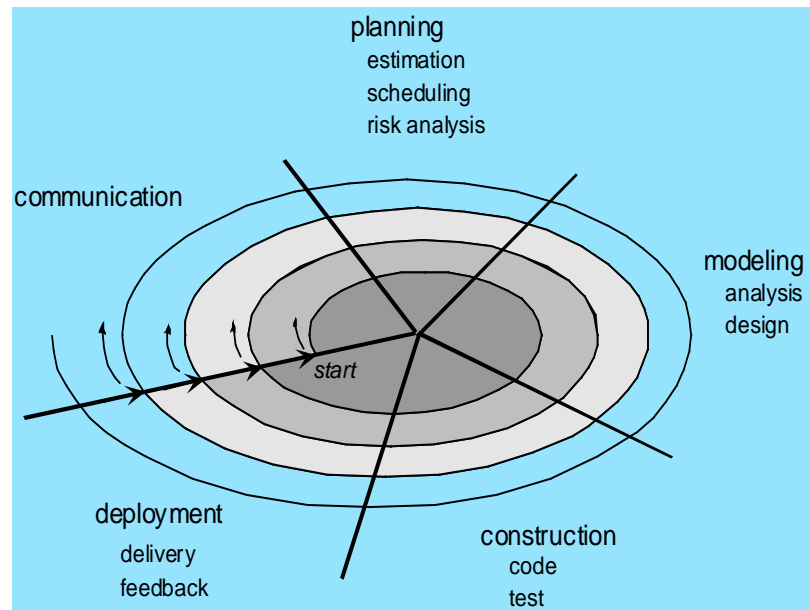 planning
estimation
scheduling
risk analysis
communication
modeling
analysis
design
start
deployment
delivery
feedback
construction
code
test